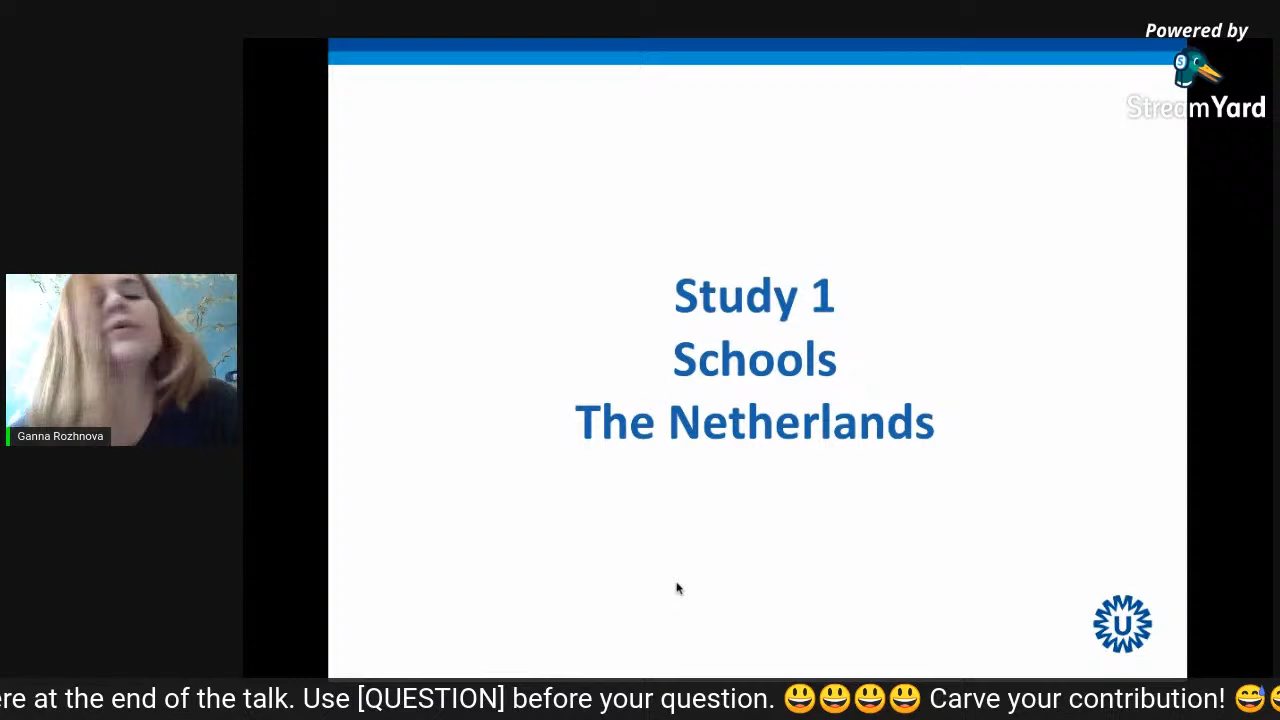 Powered by
StreamYard
Study 1
Schools
The Netherlands
Ganna Rozhnova
U
re at the end of the talk. Use [QUESTION] before your question. 😃😃😃😃 Carve your contribution! 😅